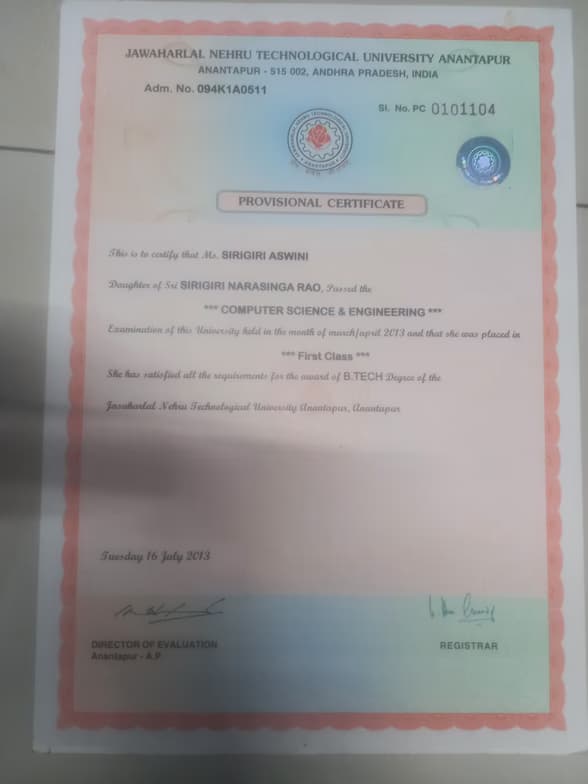 JAWAHARLAL NEHRU TECHNOLOGICAL UNIVERSITY ANANTAPUR
ANANTAPUR - 515 002, ANDHRA PRADESH, INDIA
Adm. No. 094K1A0511
Sl. No. PC 0101104
ANANTAPUR
PROVISIONAL CERTIFICATE
This is to certify that Ms. SIRIGIRI ASWINI
Daughter of Sri SIRIGIRI NARASINGA RAO, Passed the
*** COMPUTER SCIENCE & ENGINEERING ***
Examination of this University held in the month of march/april 2013 and that she was placed in
*** First Class ***
She has satisfied all the requirements for the award of B.TECH Degree of the
Jawaharlal Nehru Technological University Anantapur, Anantapur
Tuesday 16 July 2013
DIRECTOR OF EVALUATION
Anantapur - A.P
REGISTRAR